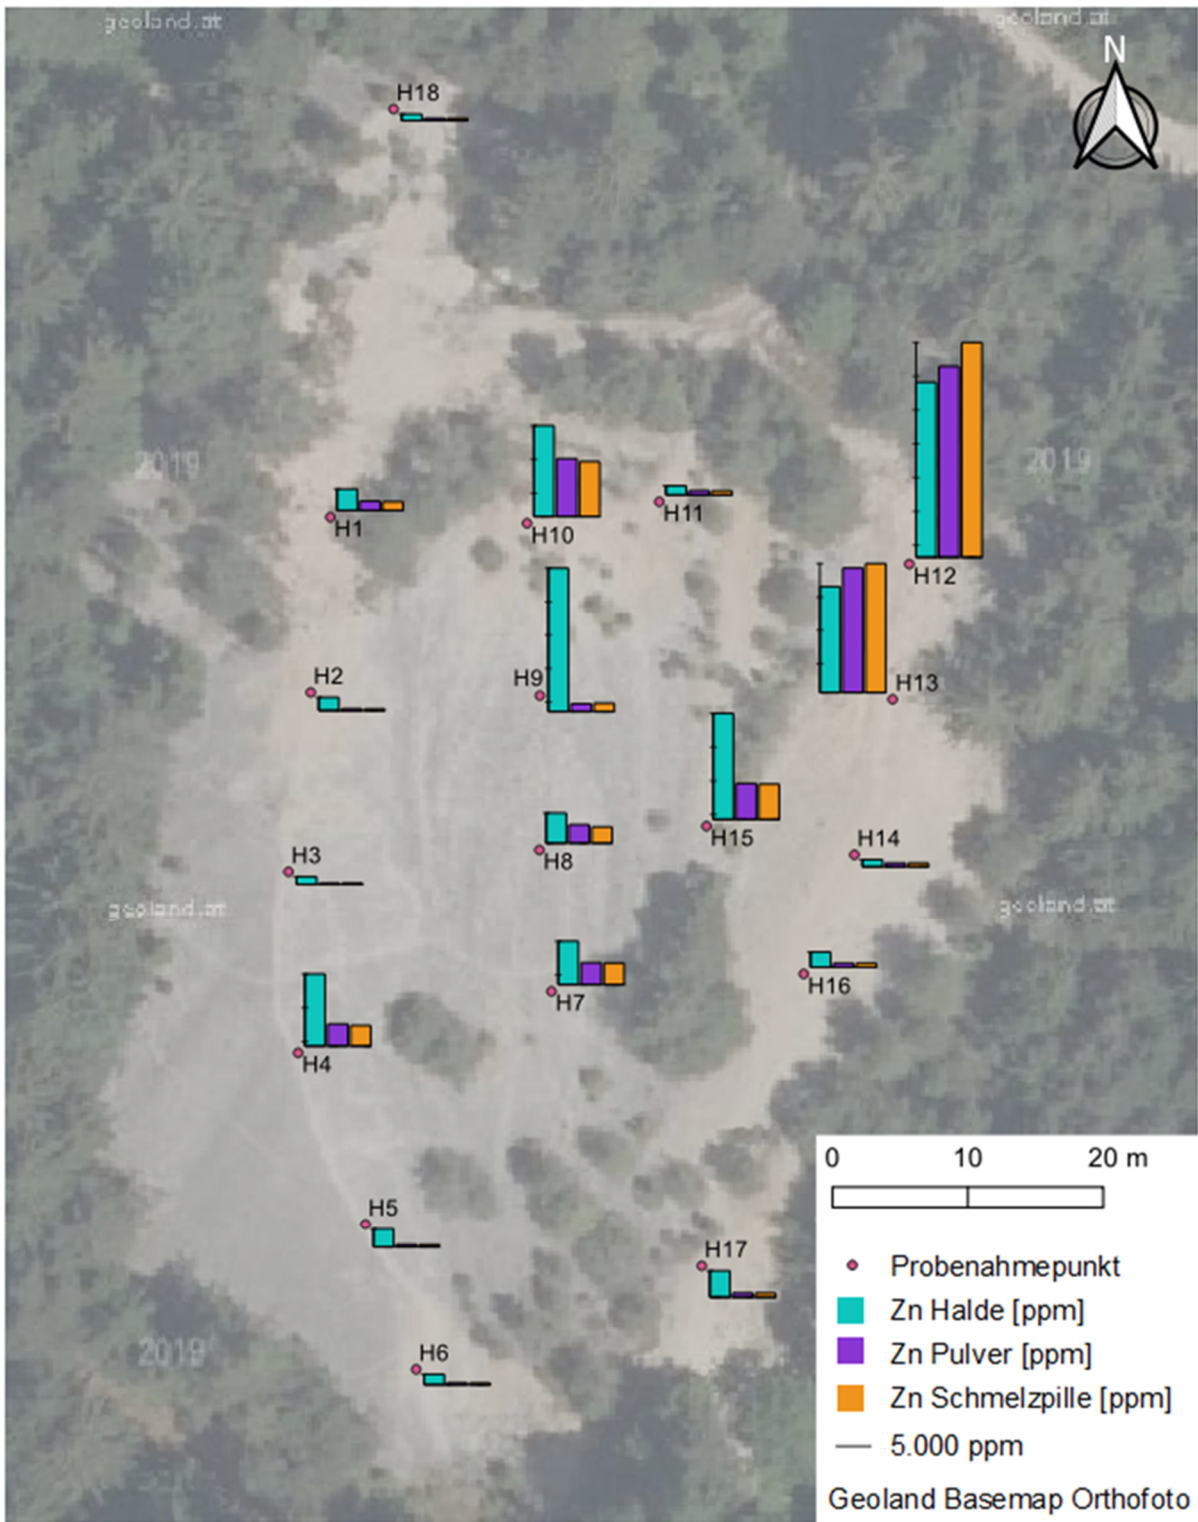 geoland.at
geoland.at
N
H18
2019
2019
H1
H10
H11
H12
H2
H9
H13
H15
H8
H14
H3
geoland.at
geoland.at
H7
H16
H4
0 10 20 m
H5
H17
Probenahmepunkt
Zn Halde [ppm]
2019
H6
Zn Pulver [ppm]
Zn Schmelzpille [ppm]
5.000 ppm
Geoland Basemap Orthofoto